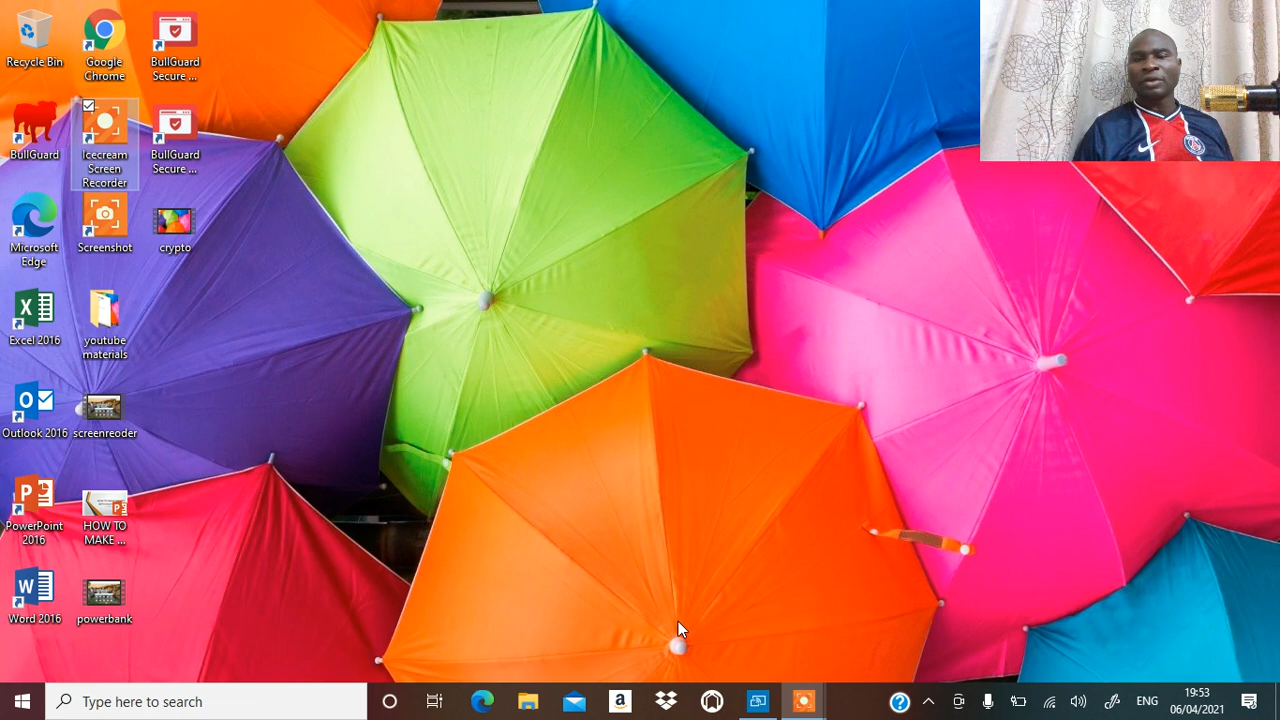 Recycle Bin
Google
Chrome
BullGuard
Secure ...
BullGuard
Icecream
Screen
Recorder
BullGuard
Secure ...
Microsoft
Edge
Screenshot
crypto
Excel 2016
youtube
materials
Outlook 2016
screenreoder
PowerPoint
2016
HOW TO
MAKE ...
Word 2016
powerbank
Type here to search
ENG
19:53
06/04/2021